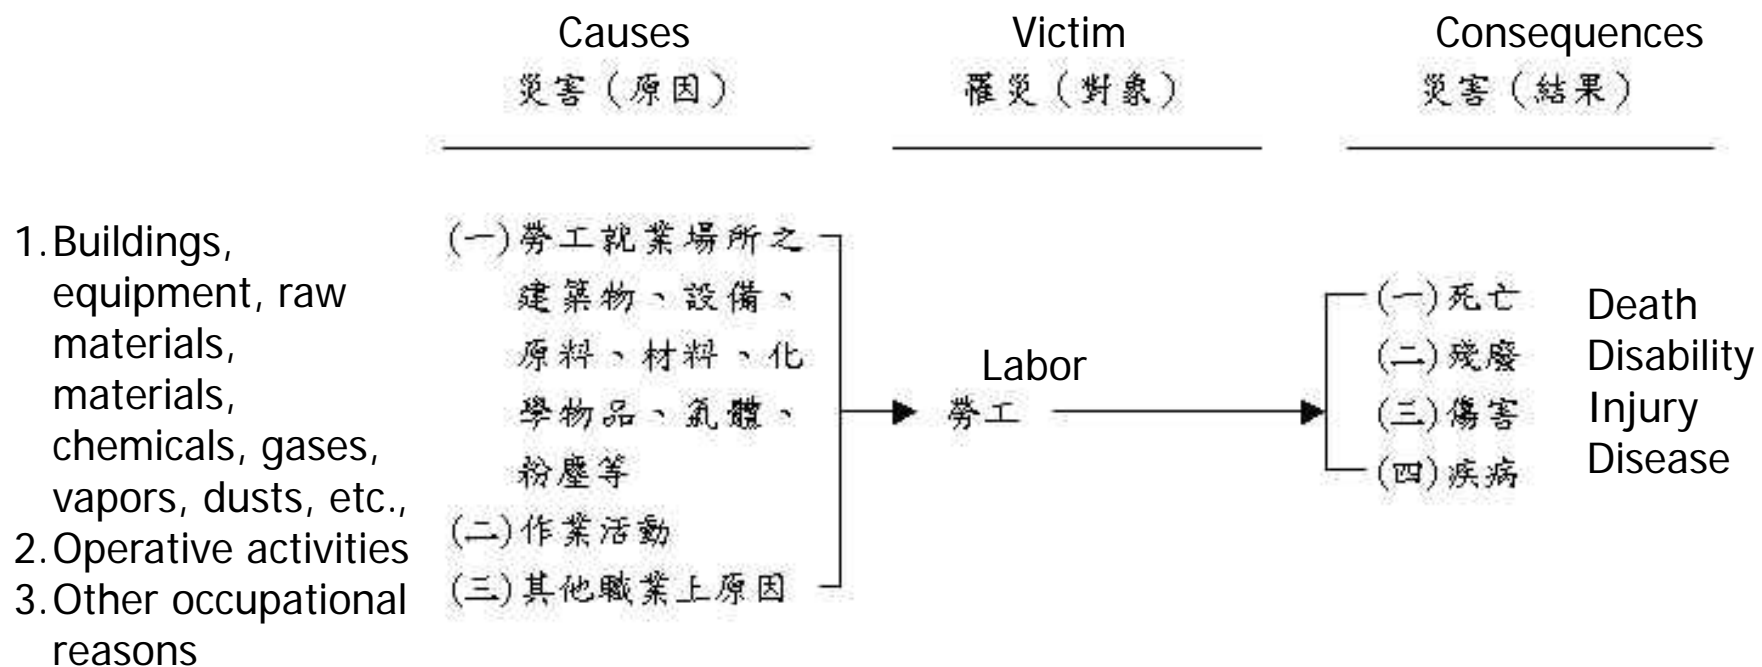 Causes
災害（原因）
Victim
罹災（對象）
Consequences
災害（結果）
1. Buildings,
equipment, raw
materials,
materials,
chemicals, gases,
vapors, dusts, etc.,
2. Operative activities
3. Other occupational
reasons
(一)勞工就業場所之
建築物、設備、
原料、材料、化
學物品、氣體、
粉塵等
(二)作業活動
(三)其他職業上原因
Labor
勞工
(一)死亡
(二)殘廢
(三)傷害
(四)疾病
Death
Disability
Injury
Disease